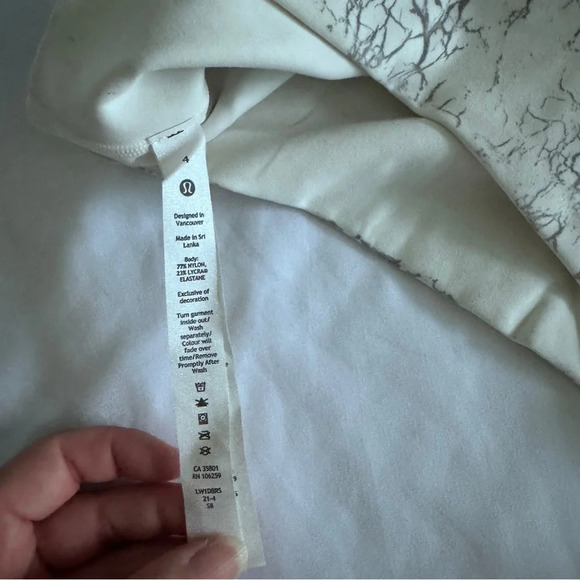 4
Designed in
Vancouver
Made in Sri
Lanka
Body:
77% NYLON,
23% LYCRA®
ELASTANE
Exclusive of
decoration
Turn garment
inside out/
Wash
separately/
Colour will
fade over
time/Remove
Promptly After
Wash
CA 35801
RN 106259
LW1DBRS
21-4
SB